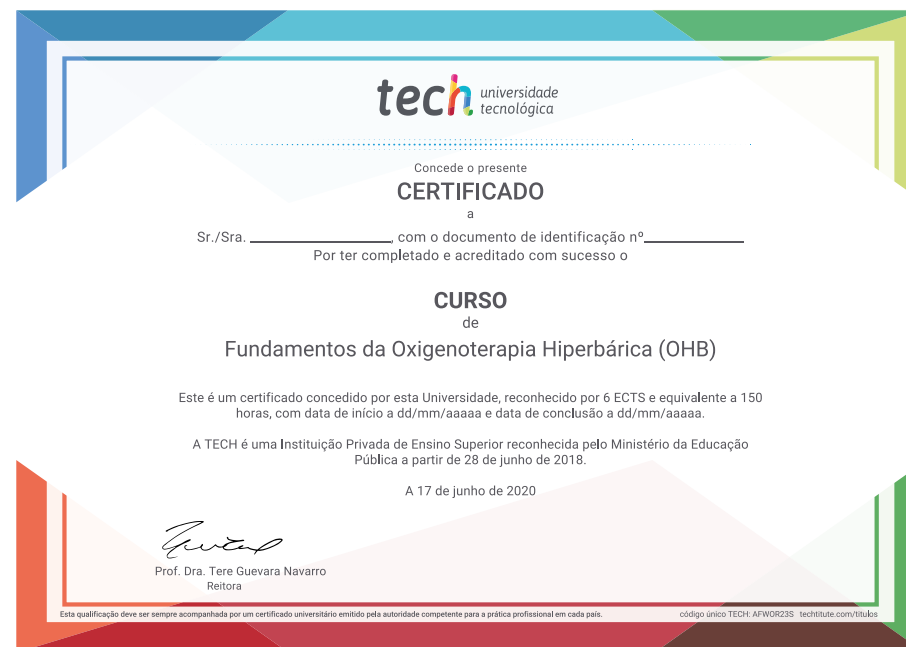 tech universidade
tecnológica
Concede o presente
CERTIFICADO
a
Sr./Sra. ____________, com o documento de identificação nº____________
Por ter completado e acreditado com sucesso o
CURSO
de
Fundamentos da Oxigenoterapia Hiperbárica (OHB)
Este é um certificado concedido por esta Universidade, reconhecido por 6 ECTS e equivalente a 150
horas, com data de início a dd/mm/aaaaa e data de conclusão a dd/mm/aaaaa.
A TECH é uma Instituição Privada de Ensino Superior reconhecida pelo Ministério da Educação
Pública a partir de 28 de junho de 2018.
A 17 de junho de 2020
Prof. Dra. Tere Guevara Navarro
Reitora
Esta qualificação deve ser sempre acompanhada por um certificado universitário emitido pela autoridade competente para a prática profissional em cada país. código único TECH: AFWOR23S techtitute.com/titulos